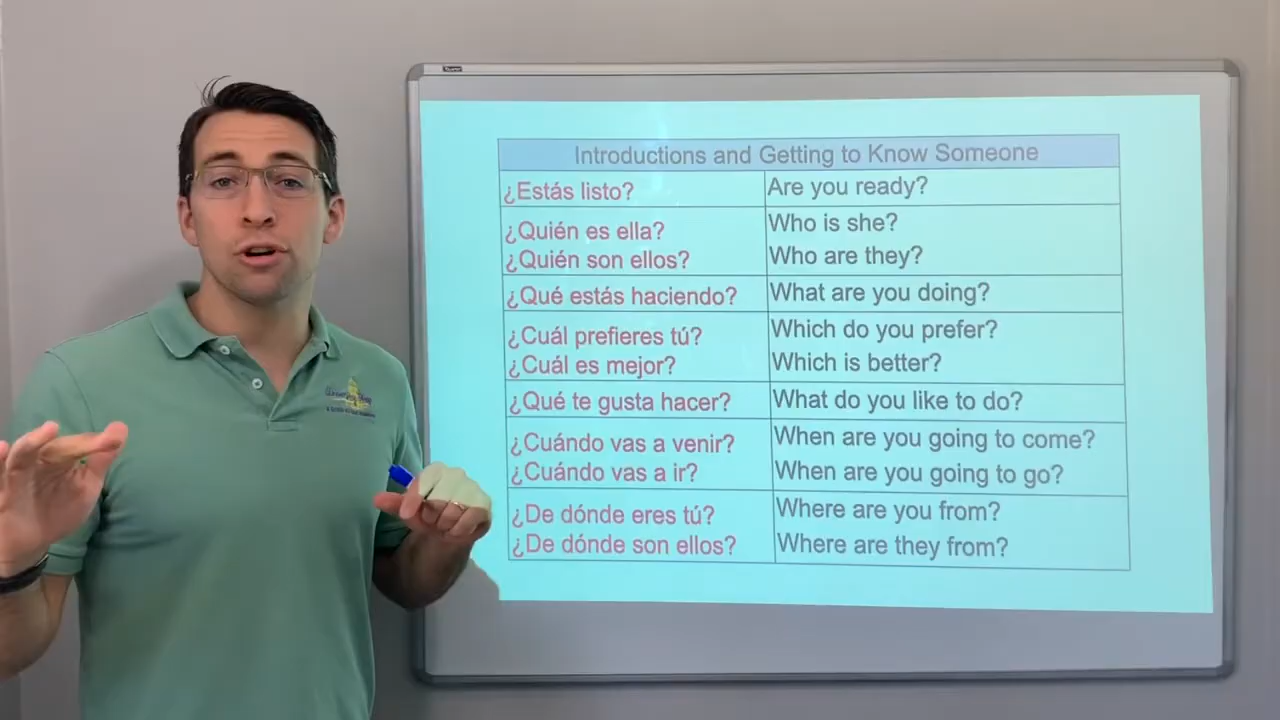 Introductions and Getting to Know Someone
¿Estás listo? Are you ready?
¿Quién es ella? Who is she?
¿Quién son ellos? Who are they?
¿Qué estás haciendo? What are you doing?
¿Cuál prefieres tú? Which do you prefer?
¿Cuál es mejor? Which is better?
¿Qué te gusta hacer? What do you like to do?
¿Cuándo vas a venir? When are you going to come?
¿Cuándo vas a ir? When are you going to go?
¿De dónde eres tú? Where are you from?
¿De dónde son ellos? Where are they from?